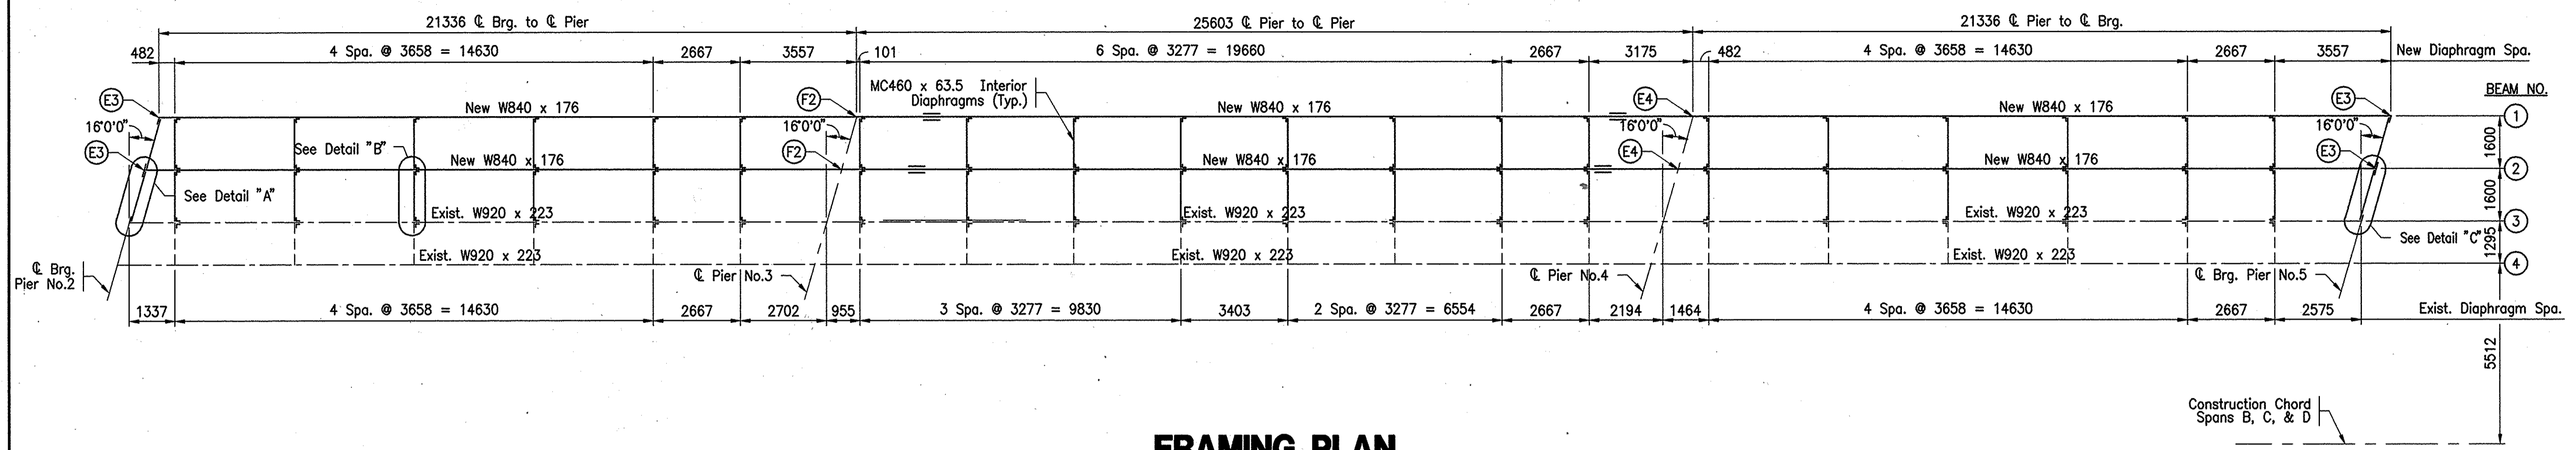 21336 ℄ Brg. to ℄ Pier
25603 ℄ Pier to ℄ Pier
21336 ℄ Pier to ℄ Brg.
482
4 Spa. @ 3658 = 14630
2667
3557
101
6 Spa. @ 3277 = 19660
2667
3175
482
4 Spa. @ 3658 = 14630
2667
3557
New Diaphragm Spa.
MC460 x 63.5 Interior
Diaphragms (Typ.)
BEAM NO.
E3
New W840 x 176
F2
New W840 x 176
E4
New W840 x 176
E3
1
16°0'0"
16°0'0"
16°0'0"
16°0'0"
1600
E3
See Detail "B"
New W840 x 176
F2
New W840 x 176
E4
New W840 x 176
E3
2
See Detail "A"
1600
Exist. W920 x 223
Exist. W920 x 223
Exist. W920 x 223
3
See Detail "C"
1295
Exist. W920 x 223
Exist. W920 x 223
Exist. W920 x 223
4
℄ Brg.
Pier No.2
℄ Pier No.3
℄ Pier No.4
℄ Brg. Pier No.5
1337
4 Spa. @ 3658 = 14630
2667
2702
955
3 Spa. @ 3277 = 9830
3403
2 Spa. @ 3277 = 6554
2667
2194
1464
4 Spa. @ 3658 = 14630
2667
2575
Exist. Diaphragm Spa.
5512
Construction Chord
Spans B, C, & D
FRAMING PLAN